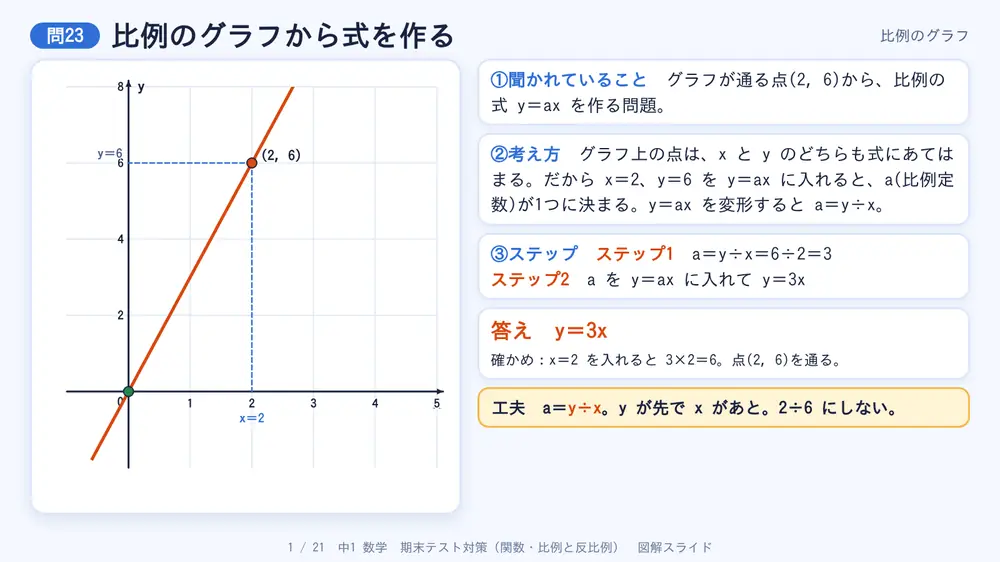 問23 比例のグラフから式を作る
比例のグラフ
8
y
y＝6
6
(2, 6)
4
2
0
1
2
3
4
5
x＝2
①聞かれていること　グラフが通る点(2, 6)から、比例の
式 y＝ax を作る問題。
②考え方　グラフ上の点は、x と y のどちらも式にあては
まる。だから x＝2、y＝6 を y＝ax に入れると、a(比例定
数)が1つに決まる。y＝ax を変形すると a＝y÷x。
③ステップ　ステップ1　a＝y÷x＝6÷2＝3
ステップ2　a を y＝ax に入れて y＝3x
答え　y＝3x
確かめ：x＝2 を入れると 3×2＝6。点(2, 6)を通る。
工夫　a＝y÷x。y が先で x があと。2÷6 にしない。
1 / 21　中1 数学　期末テスト対策（関数・比例と反比例）　図解スライド